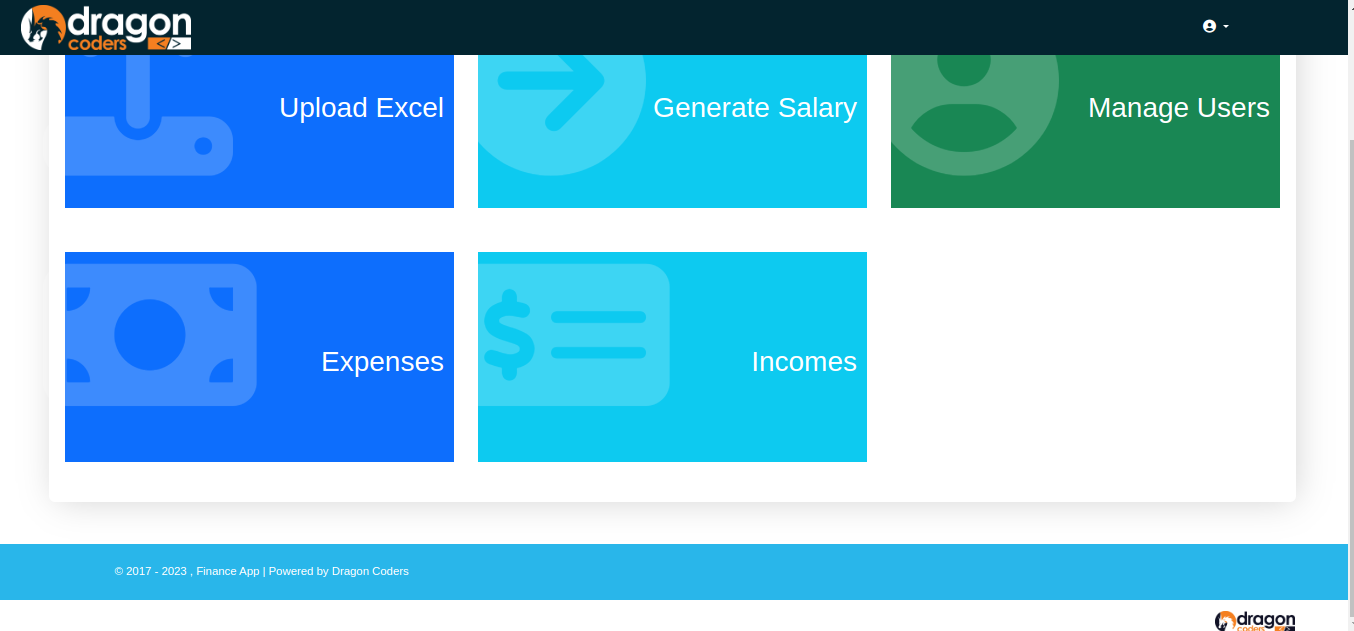 dragon
coders </>
Upload Excel
Generate Salary
Manage Users
Expenses
Incomes
© 2017 - 2023 , Finance App | Powered by Dragon Coders
dragon
coders </>